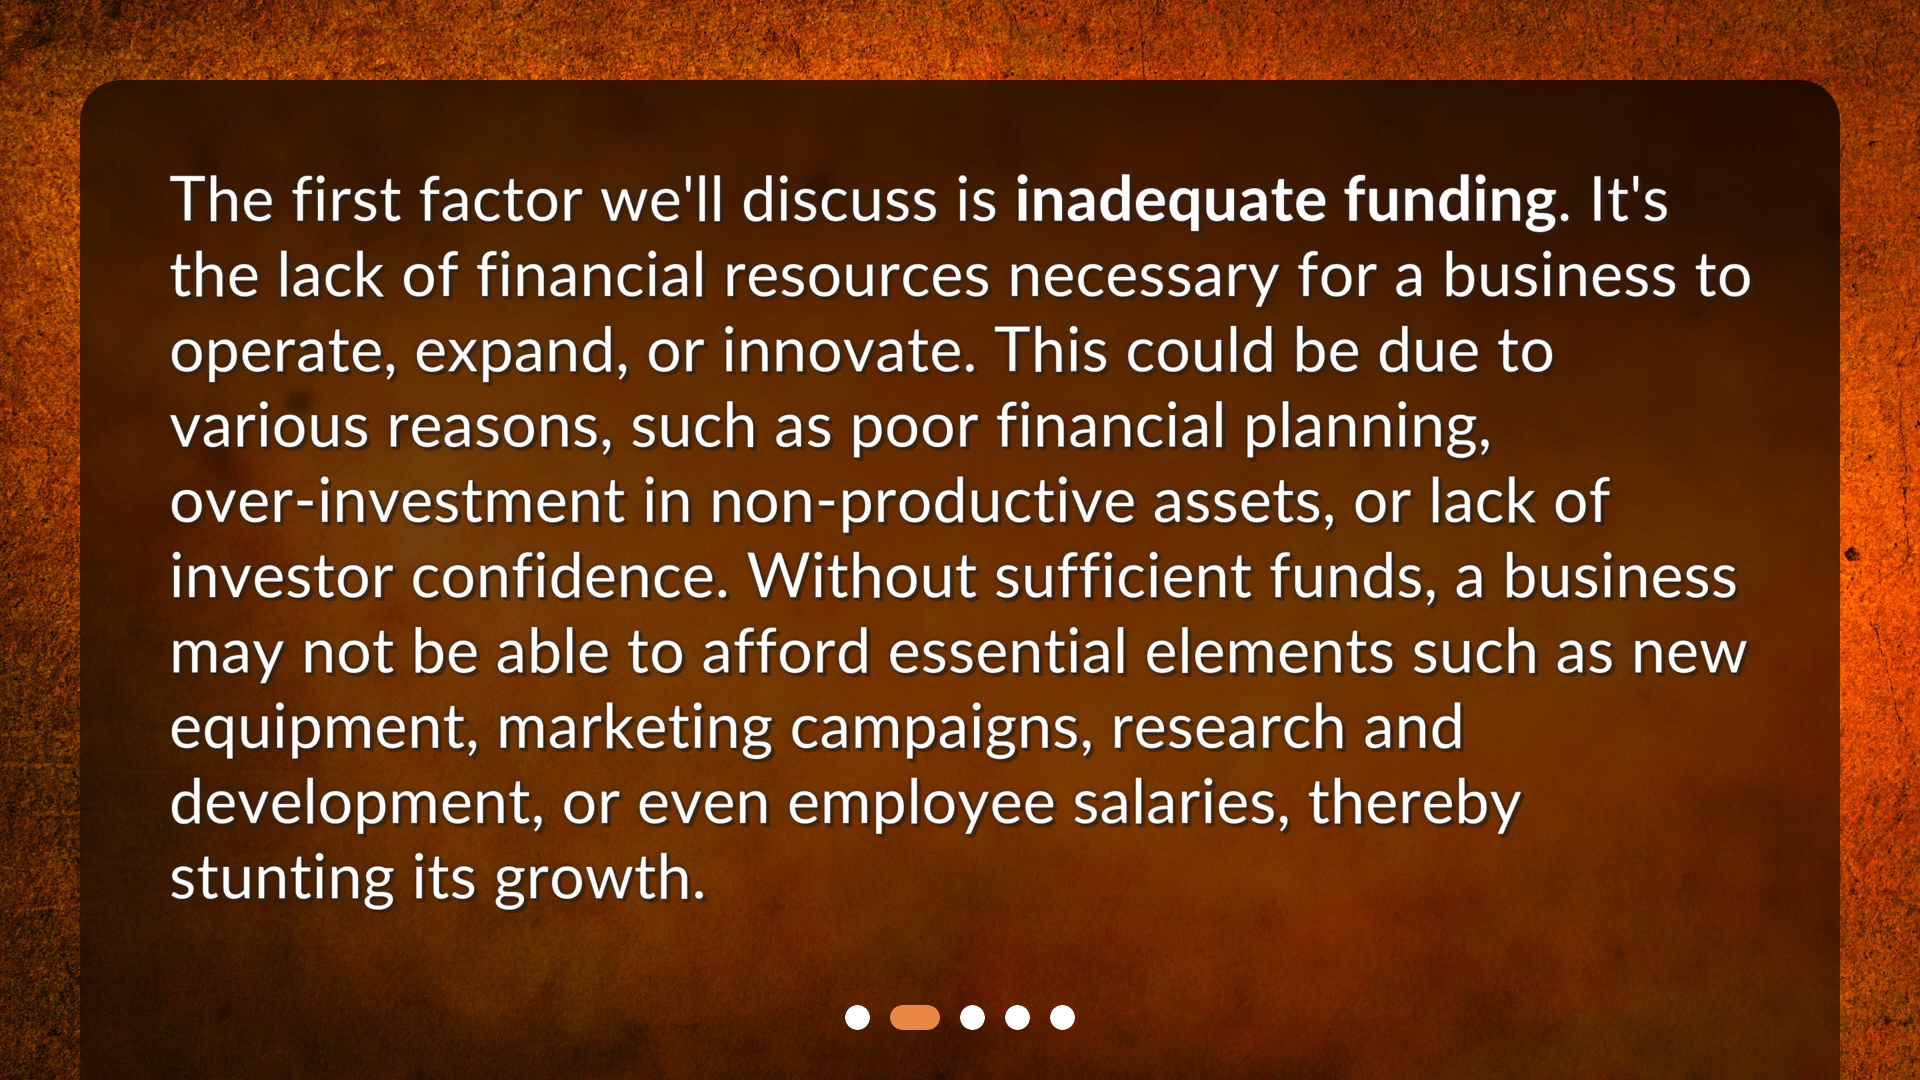 The first factor we'll discuss is inadequate funding. It's
the lack of financial resources necessary for a business to
operate, expand, or innovate. This could be due to
various reasons, such as poor financial planning,
over-investment in non-productive assets, or lack of
investor confidence. Without sufficient funds, a business
may not be able to afford essential elements such as new
equipment, marketing campaigns, research and
development, or even employee salaries, thereby
stunting its growth.